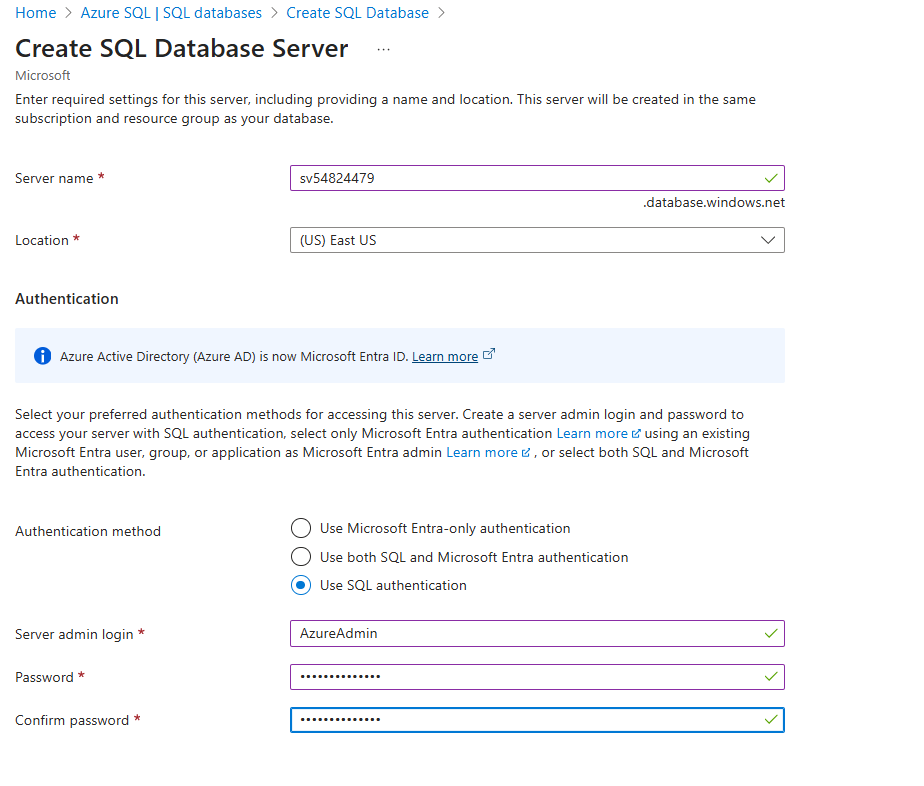 Home > Azure SQL | SQL databases > Create SQL Database >
Create SQL Database Server ...
Microsoft
Enter required settings for this server, including providing a name and location. This server will be created in the same
subscription and resource group as your database.
Server name *
sv54824479
.database.windows.net
Location *
(US) East US
Authentication
Azure Active Directory (Azure AD) is now Microsoft Entra ID. Learn more
Select your preferred authentication methods for accessing this server. Create a server admin login and password to
access your server with SQL authentication, select only Microsoft Entra authentication Learn more using an existing
Microsoft Entra user, group, or application as Microsoft Entra admin Learn more , or select both SQL and Microsoft
Entra authentication.
Authentication method
Use Microsoft Entra-only authentication
Use both SQL and Microsoft Entra authentication
Use SQL authentication
Server admin login *
AzureAdmin
Password *
••••••••••••••
Confirm password *
••••••••••••••